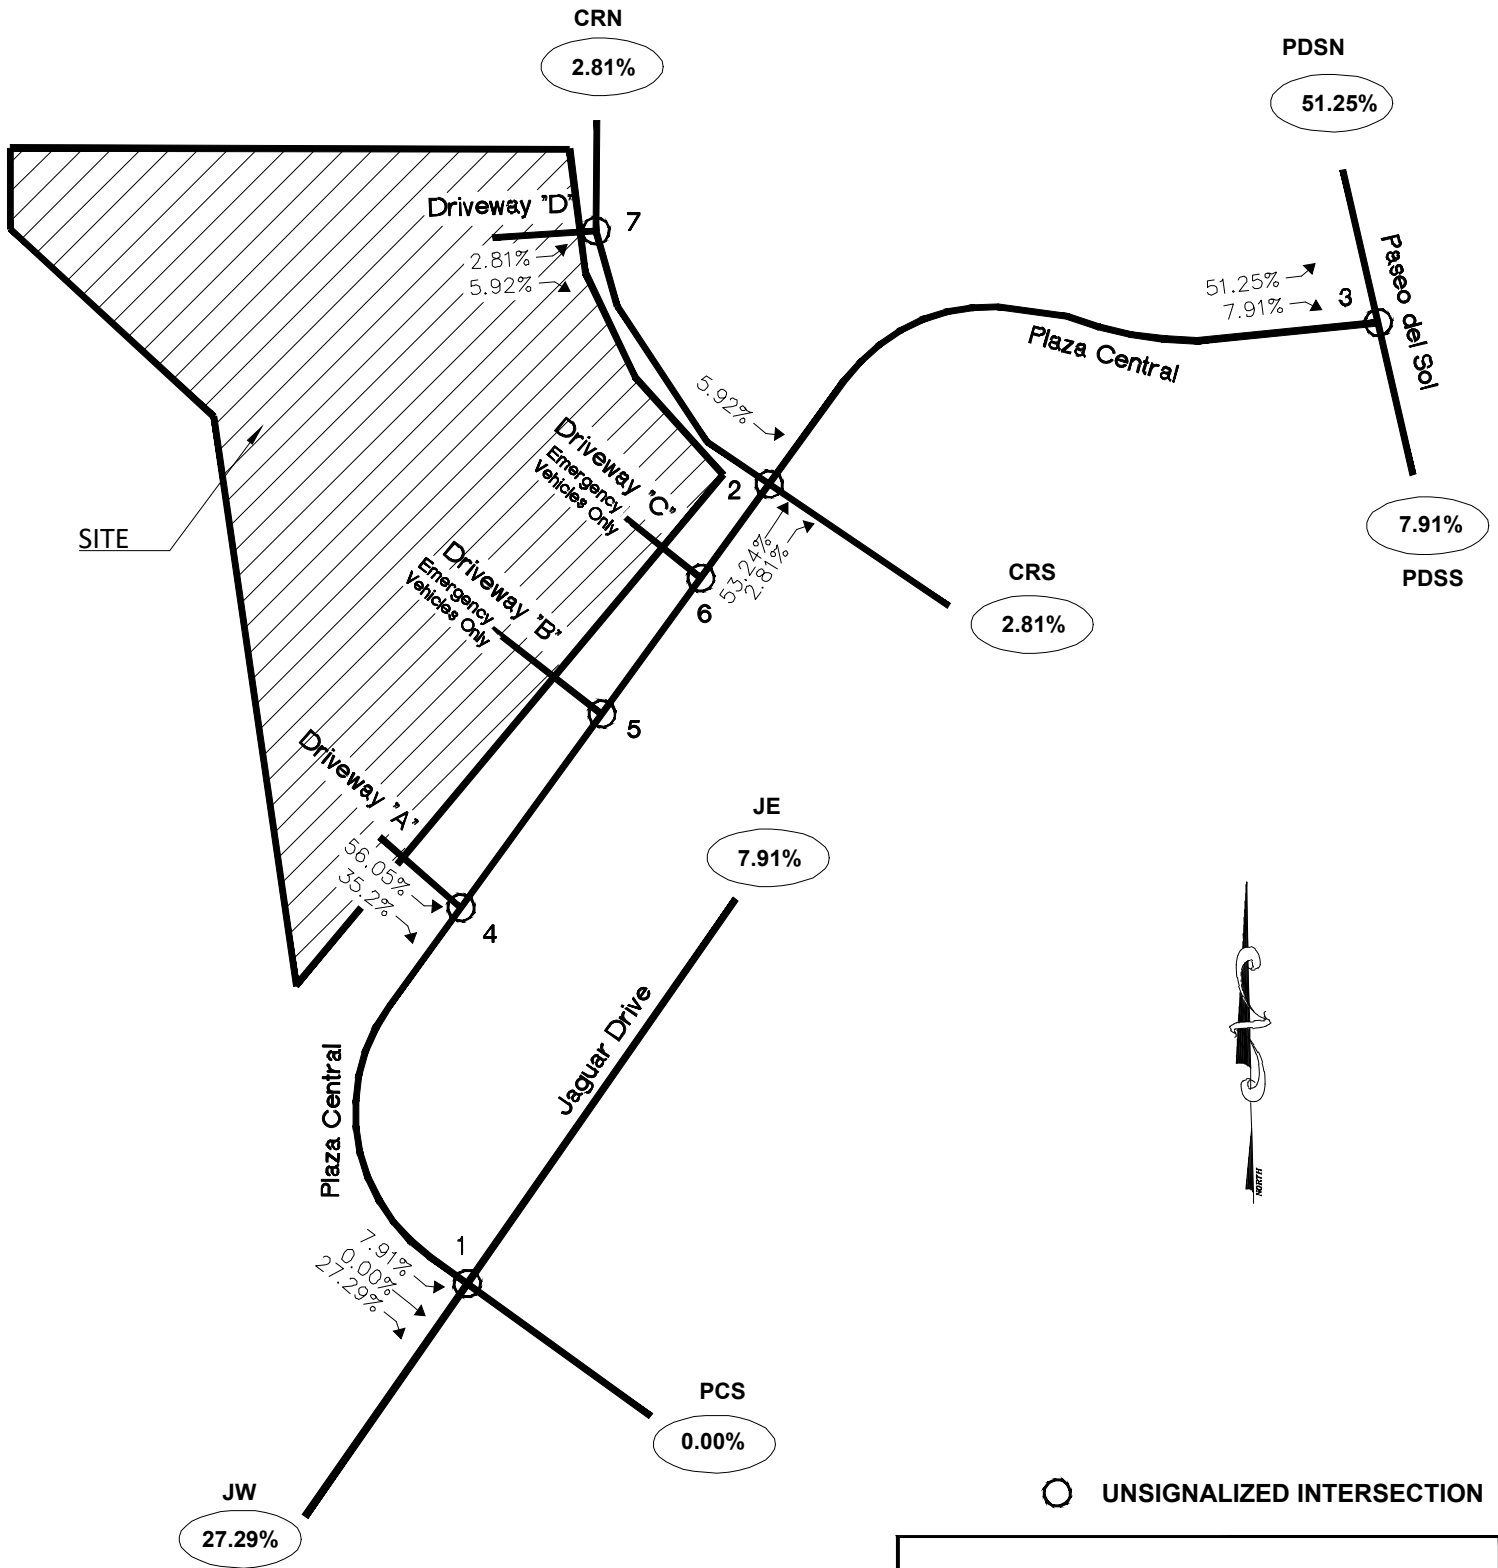 CRN
2.81%
PDSN
51.25%
Driveway "D"
7
2.81%
5.92%
51.25%
7.91%
3
Paseo del Sol
Plaza Central
5.92%
Driveway "C"
Emergency
Vehicles Only
2
SITE
53.24%
2.81%
7.91%
PDSS
CRS
2.81%
Driveway "B"
Emergency
Vehicles Only
6
5
Driveway "A"
56.05%
35.2%
4
JE
7.91%
Jaguar Drive
Plaza Central
NORTH
1
7.91%
0.00%
27.29%
PCS
0.00%
JW
27.29%
UNSIGNALIZED INTERSECTION